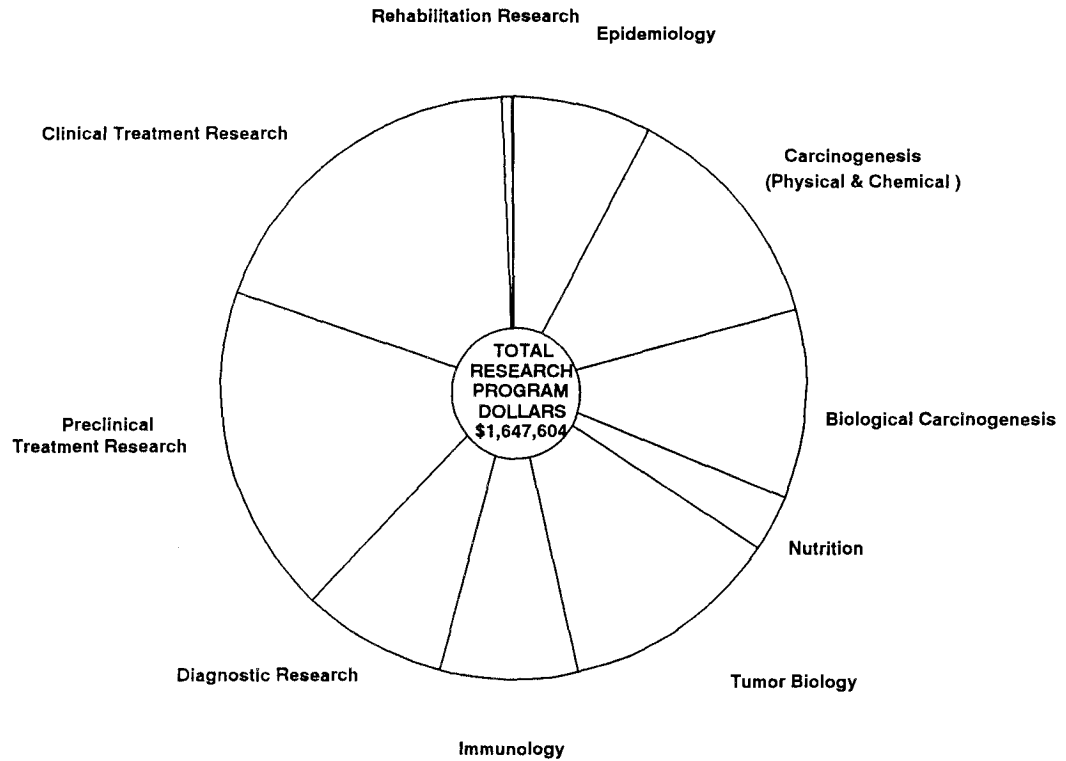 Rehabilitation Research
Epidemiology
Clinical Treatment Research
Carcinogenesis
(Physical & Chemical )
TOTAL
RESEARCH
PROGRAM
DOLLARS
$1,647,604
Biological Carcinogenesis
Preclinical
Treatment Research
Nutrition
Diagnostic Research
Tumor Biology
Immunology